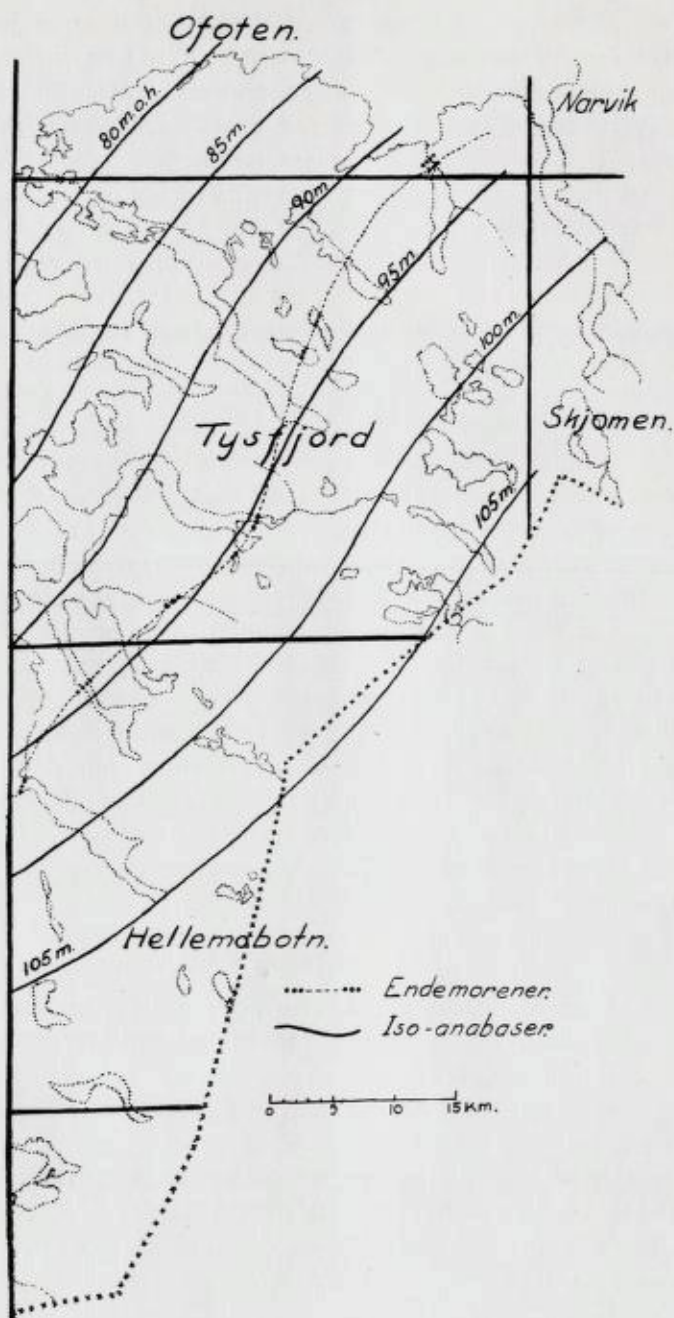 Ofoten.
80 m.o.h.
85 m.
Narvik
90 m.
95 m.
100 m.
Tysfjord
Skjomen.
105 m.
Hellemobotn.
105 m.
Endemorener.
Iso-anabaser.
0 5 10 15 Km.